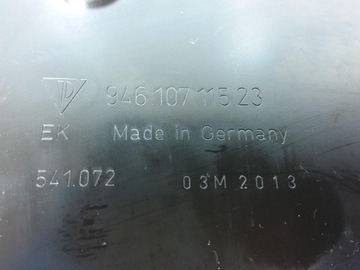 946 107 115 23
EK Made in Germany
541.072 03M 2013